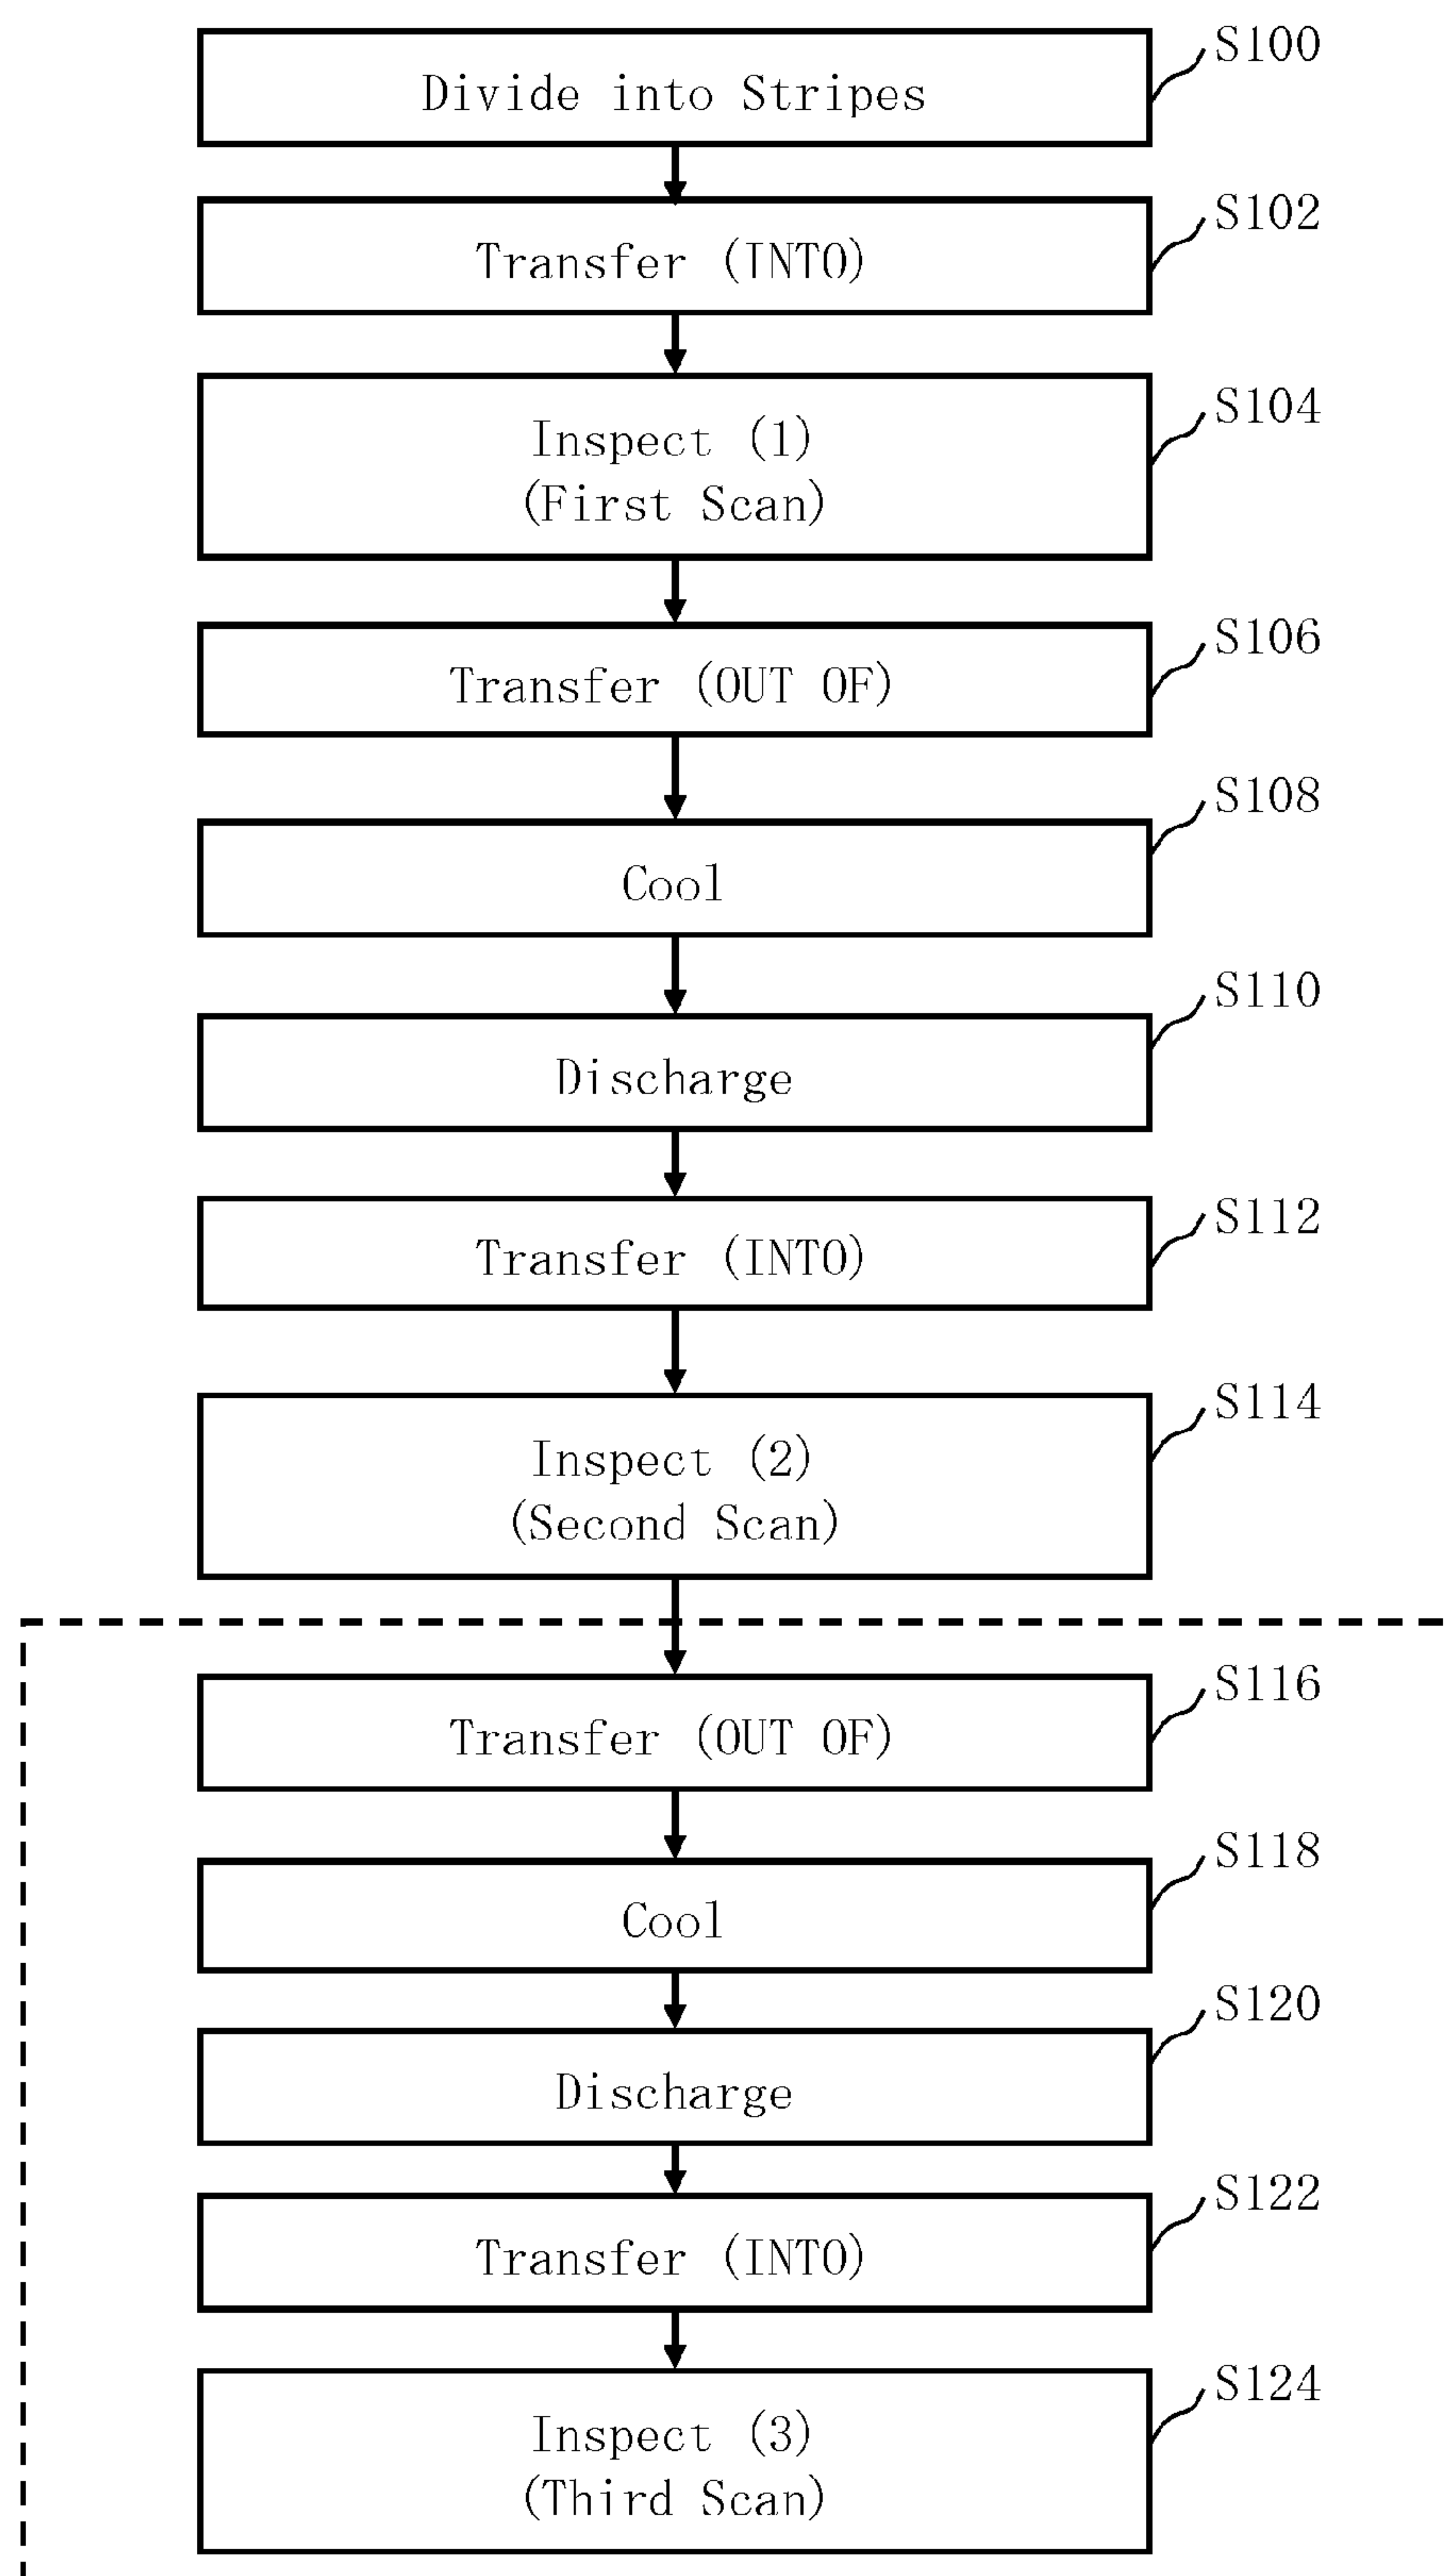 S100
Divide into Stripes
S102
Transfer (INTO)
S104
Inspect (1)
(First Scan)
S106
Transfer (OUT OF)
S108
Cool
S110
Discharge
S112
Transfer (INTO)
S114
Inspect (2)
(Second Scan)
S116
Transfer (OUT OF)
S118
Cool
S120
Discharge
S122
Transfer (INTO)
S124
Inspect (3)
(Third Scan)